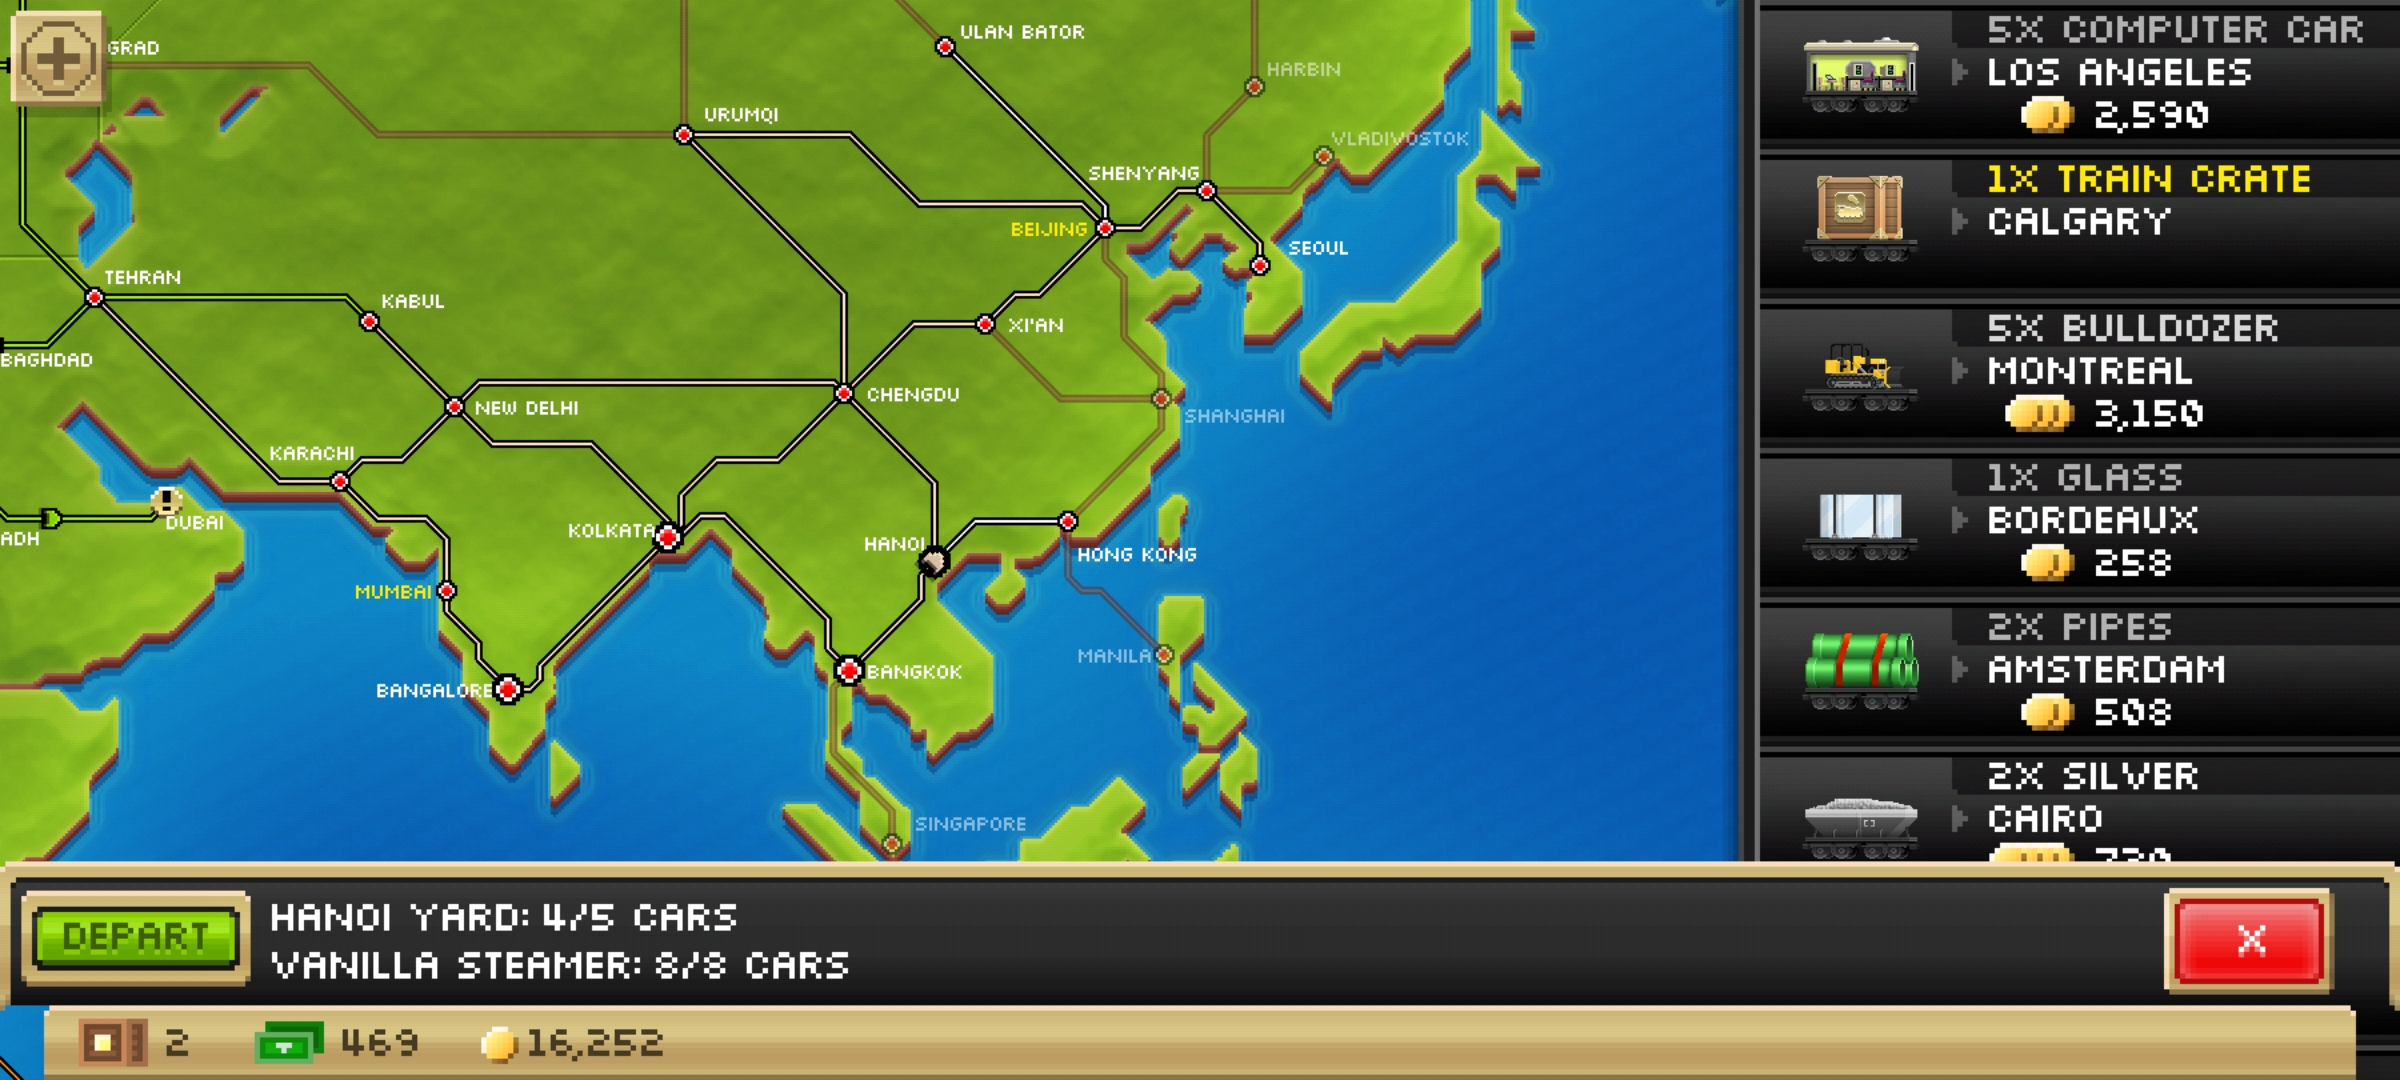 GRAD
ULAN BATOR
HARBIN
URUMQI
VLADIVOSTOK
SHENYANG
BEIJING
SEOUL
TEHRAN
KABUL
XI'AN
BAGHDAD
CHENGDU
NEW DELHI
SHANGHAI
KARACHI
DUBAI
ADH
KOLKATA
HANOI
HONG KONG
MUMBAI
MANILA
BANGKOK
BANGALORE
SINGAPORE
5X COMPUTER CAR
LOS ANGELES
2,590
1X TRAIN CRATE
CALGARY
5X BULLDOZER
MONTREAL
3,150
1X GLASS
BORDEAUX
258
2X PIPES
AMSTERDAM
508
2X SILVER
CAIRO
DEPART
HANOI YARD: 4/5 CARS
VANILLA STEAMER: 8/8 CARS
X
2
469
16,252